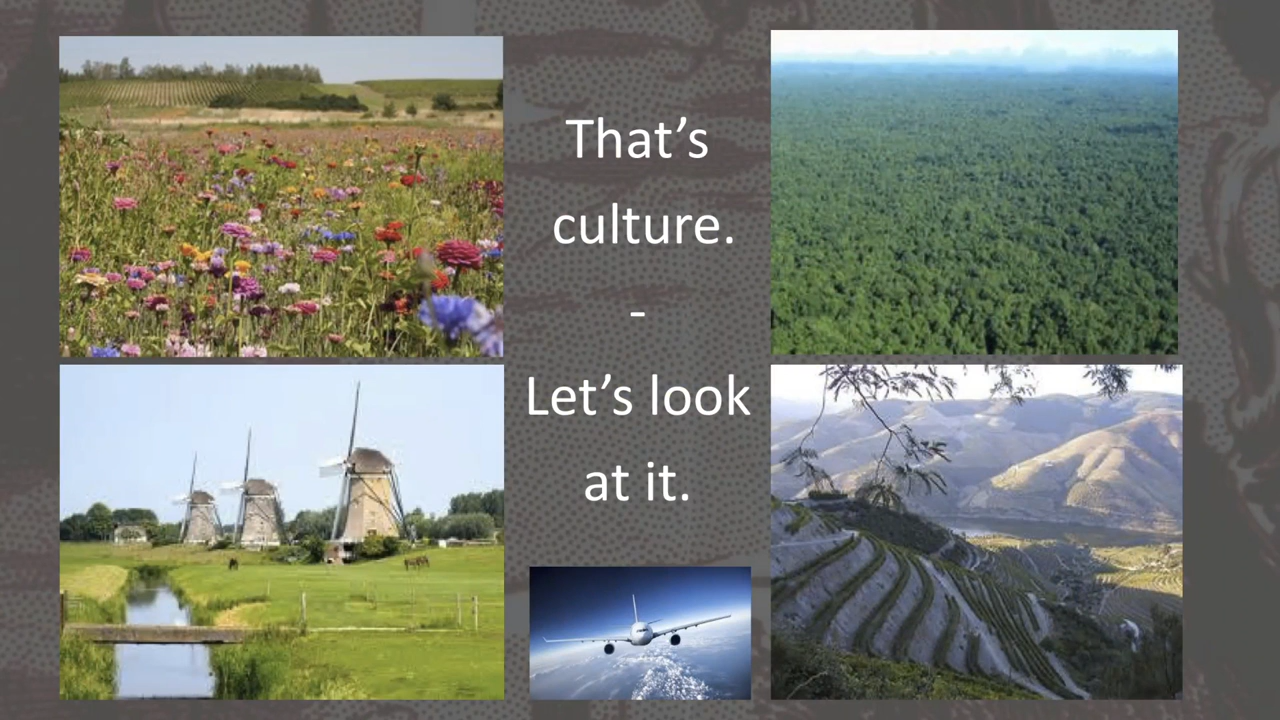 That’s
culture.
-
Let’s look
at it.